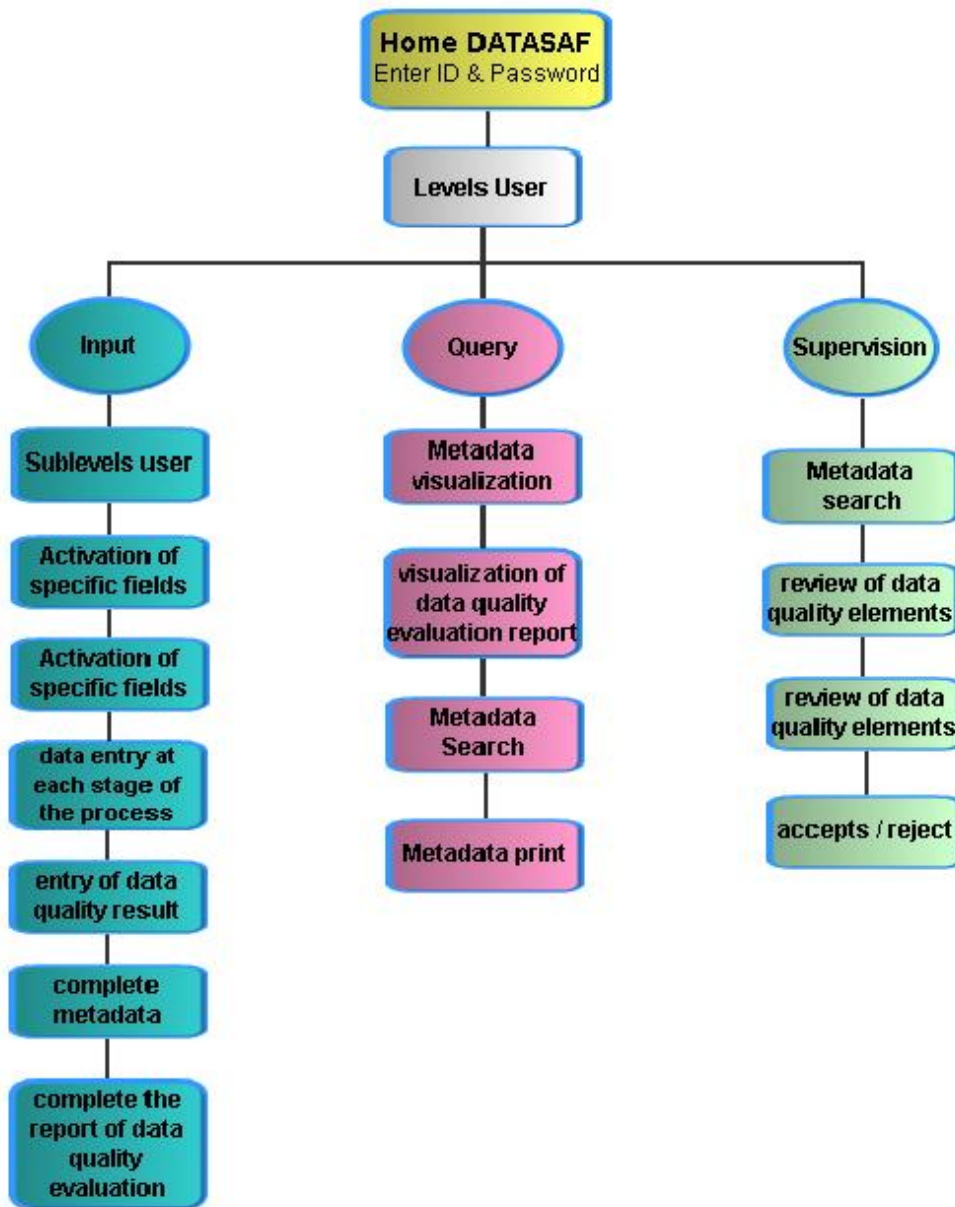 Home DATASAF
Enter ID & Password
Levels User
Input
Sublevels user
Activation of
specific fields
Activation of
specific fields
data entry at
each stage of
the process
entry of data
quality result
complete
metadata
complete the
report of data
quality
evaluation
Query
Metadata
visualization
visualization of
data quality
evaluation report
Metadata
Search
Metadata print
Supervision
Metadata
search
review of data
quality elements
review of data
quality elements
accepts / reject